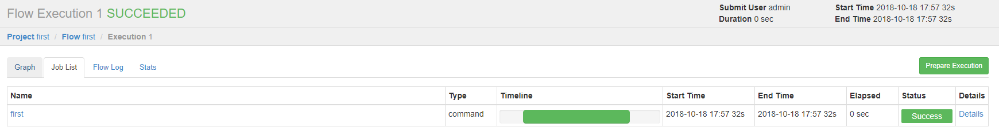 Flow Execution 1 SUCCEEDED
Submit User admin
Start Time 2018-10-18 17:57 32s
Duration 0 sec
End Time 2018-10-18 17:57 32s
Project first / Flow first / Execution 1
Graph Job List Flow Log Stats Prepare Execution
Name Type Timeline Start Time End Time Elapsed Status Details
first command 2018-10-18 17:57 32s 2018-10-18 17:57 32s 0 sec Success Details